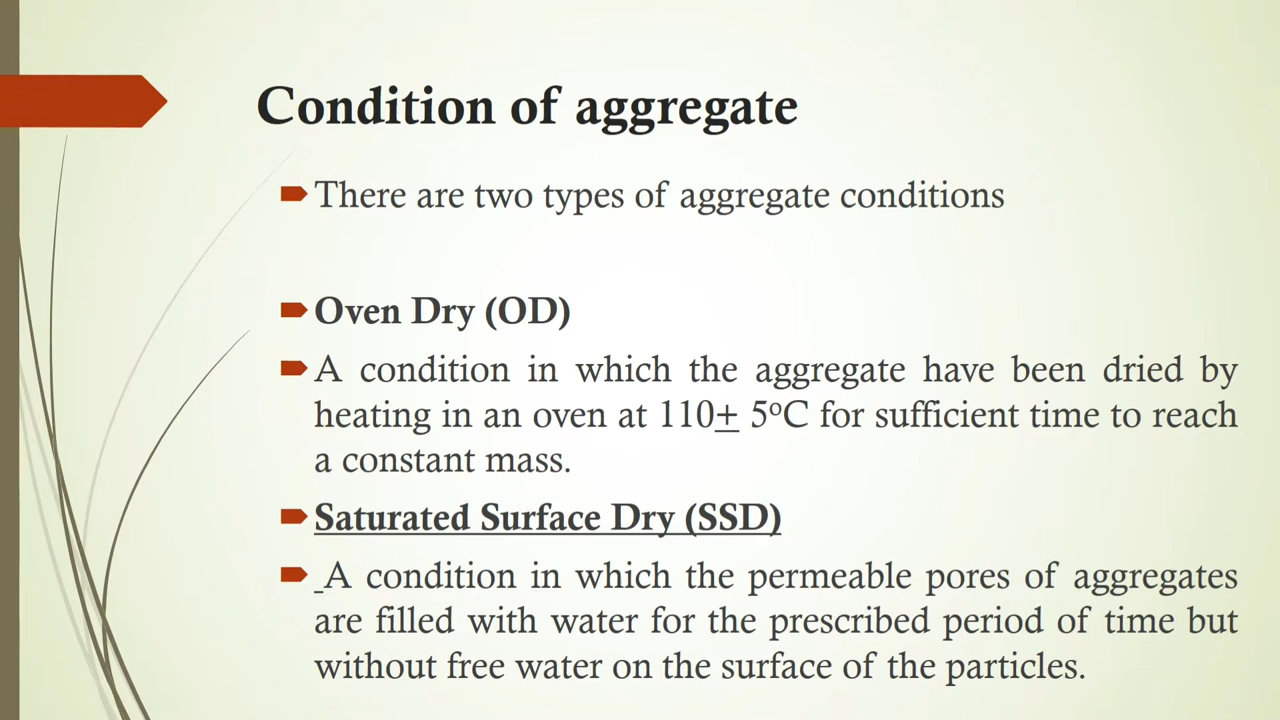 Condition of aggregate
There are two types of aggregate conditions
Oven Dry (OD)
A condition in which the aggregate have been dried by
heating in an oven at 110± 5ºC for sufficient time to reach
a constant mass.
Saturated Surface Dry (SSD)
A condition in which the permeable pores of aggregates
are filled with water for the prescribed period of time but
without free water on the surface of the particles.